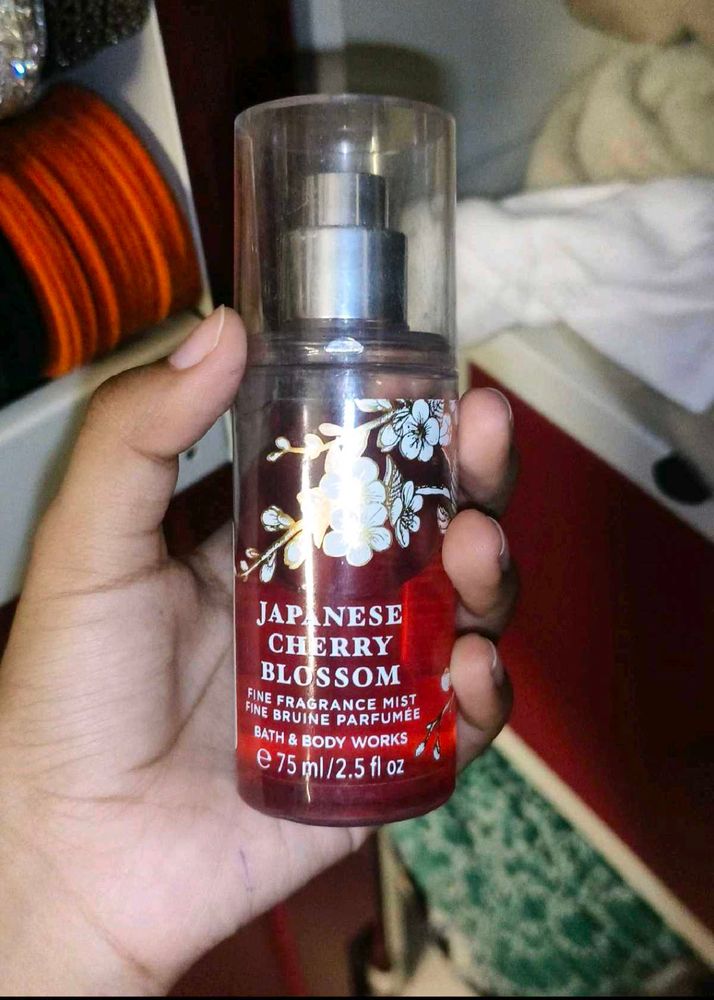 JAPANESE
CHERRY
BLOSSOM
FINE FRAGRANCE MIST
FINE BRUINE PARFUMÉE
BATH & BODY WORKS
℮ 75 ml/2.5 fl oz